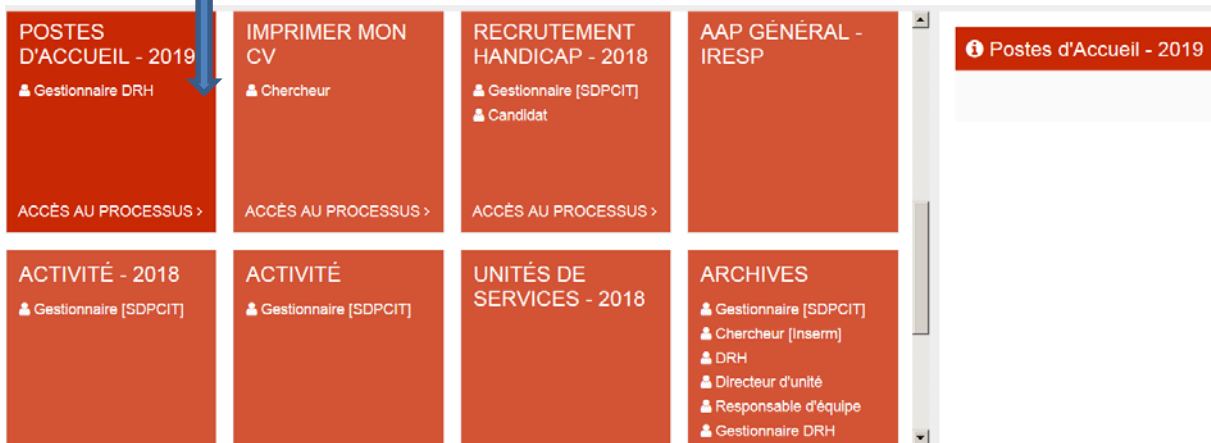 POSTES
D'ACCUEIL - 2019
Gestionnaire DRH
ACCÈS AU PROCESSUS >
IMPRIMER MON
CV
Chercheur
ACCÈS AU PROCESSUS >
RECRUTEMENT
HANDICAP - 2018
Gestionnaire [SDPCIT]
Candidat
ACCÈS AU PROCESSUS >
AAP GÉNÉRAL -
IRESP
Postes d'Accueil - 2019
ACTIVITÉ - 2018
Gestionnaire [SDPCIT]
ACTIVITÉ
Gestionnaire [SDPCIT]
UNITÉS DE
SERVICES - 2018
ARCHIVES
Gestionnaire [SDPCIT]
Chercheur [Inserm]
DRH
Directeur d'unité
Responsable d'équipe
Gestionnaire DRH